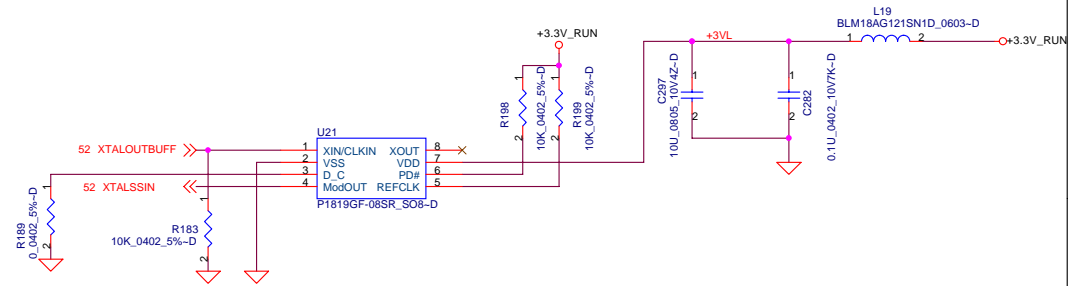 L19
BLM18AG121SN1D_0603~D
1
2
+3VL
+3.3V_RUN
+3.3V_RUN
1
2
C297
10U_0805_10V4Z~D
1
2
C282
0.1U_0402_10V7K~D
1
2
R198
10K_0402_5%~D
1
2
R199
10K_0402_5%~D
U21
52 XTALOUTBUFF
1 XIN/CLKIN XOUT 8
2 VSS VDD 7
3 D_C PD# 6
52 XTALSSIN
4 ModOUT REFCLK 5
P1819GF-08SR_SO8~D
1
2
R189
0_0402_5%~D
1
2
R183
10K_0402_5%~D